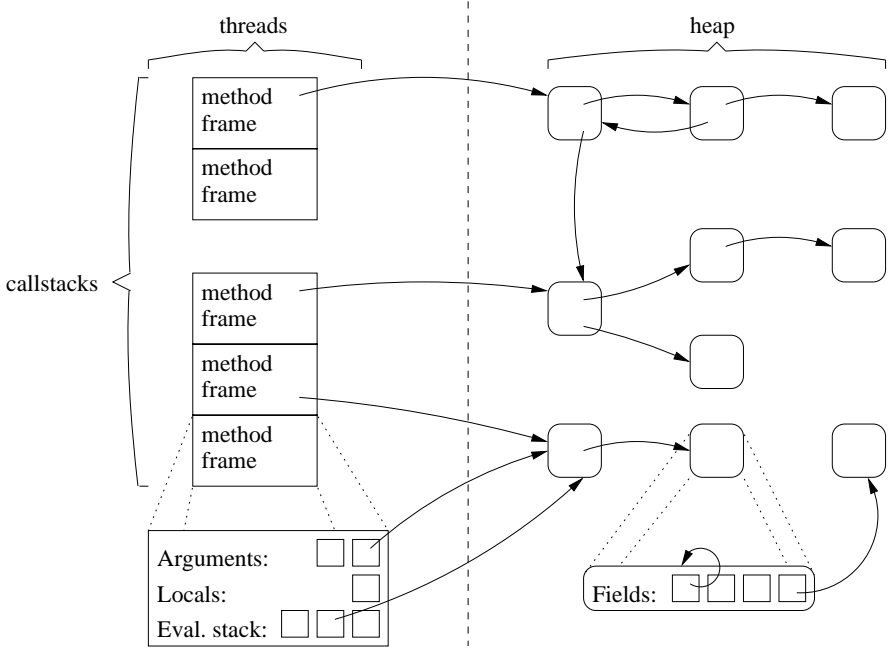 threads
heap
method
frame
method
frame
callstacks
method
frame
method
frame
method
frame
Arguments:
Locals:
Eval. stack:
Fields: